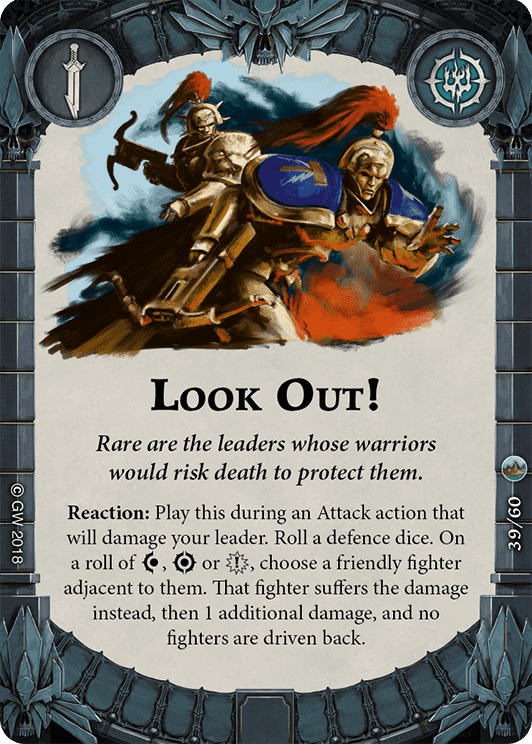 Look Out!
Rare are the leaders whose warriors
would risk death to protect them.
Reaction: Play this during an Attack action that
will damage your leader. Roll a defence dice. On
a roll of , or , choose a friendly fighter
adjacent to them. That fighter suffers the damage
instead, then 1 additional damage, and no
fighters are driven back.
©GW 2018
39/60